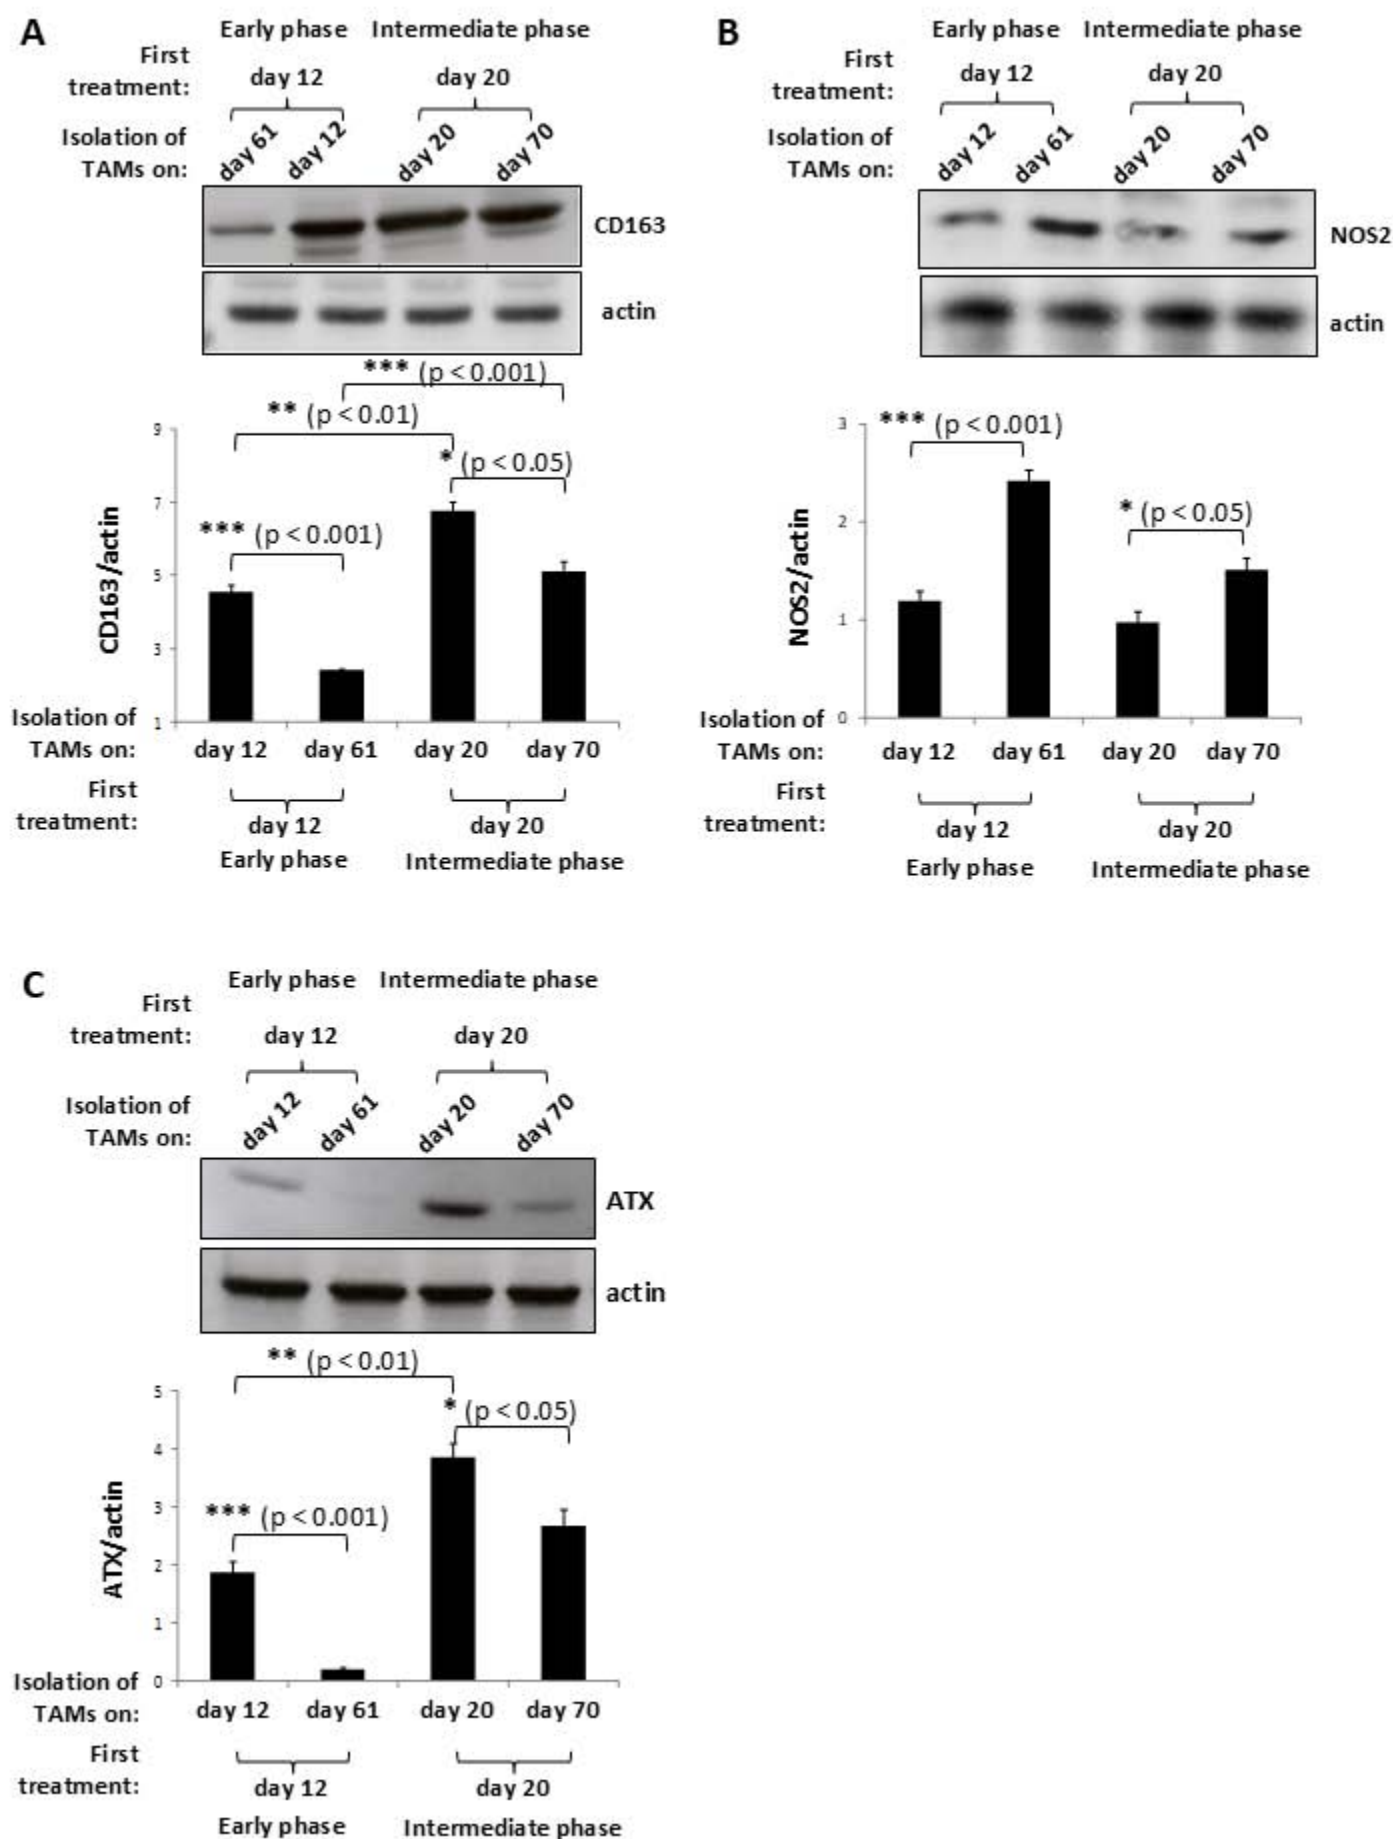 A
Early phase Intermediate phase
First
treatment:
day 12 day 20
Isolation of
TAMs on:
day 61 day 12 day 20 day 70
CD163
actin
*** (p < 0.001)
** (p < 0.01)
* (p < 0.05)
*** (p < 0.001)
CD163/actin
9
7
5
3
1
Isolation of
TAMs on:
day 12 day 61 day 20 day 70
First
treatment:
day 12 day 20
Early phase Intermediate phase
B
Early phase Intermediate phase
First
treatment:
day 12 day 20
Isolation of
TAMs on:
day 12 day 61 day 20 day 70
NOS2
actin
*** (p < 0.001)
* (p < 0.05)
NOS2/actin
3
2
1
0
Isolation of
TAMs on:
day 12 day 61 day 20 day 70
First
treatment:
day 12 day 20
Early phase Intermediate phase
C
Early phase Intermediate phase
First
treatment:
day 12 day 20
Isolation of
TAMs on:
day 12 day 61 day 20 day 70
ATX
actin
** (p < 0.01)
* (p < 0.05)
*** (p < 0.001)
ATX/actin
5
4
3
2
1
0
Isolation of
TAMs on:
day 12 day 61 day 20 day 70
First
treatment:
day 12 day 20
Early phase Intermediate phase